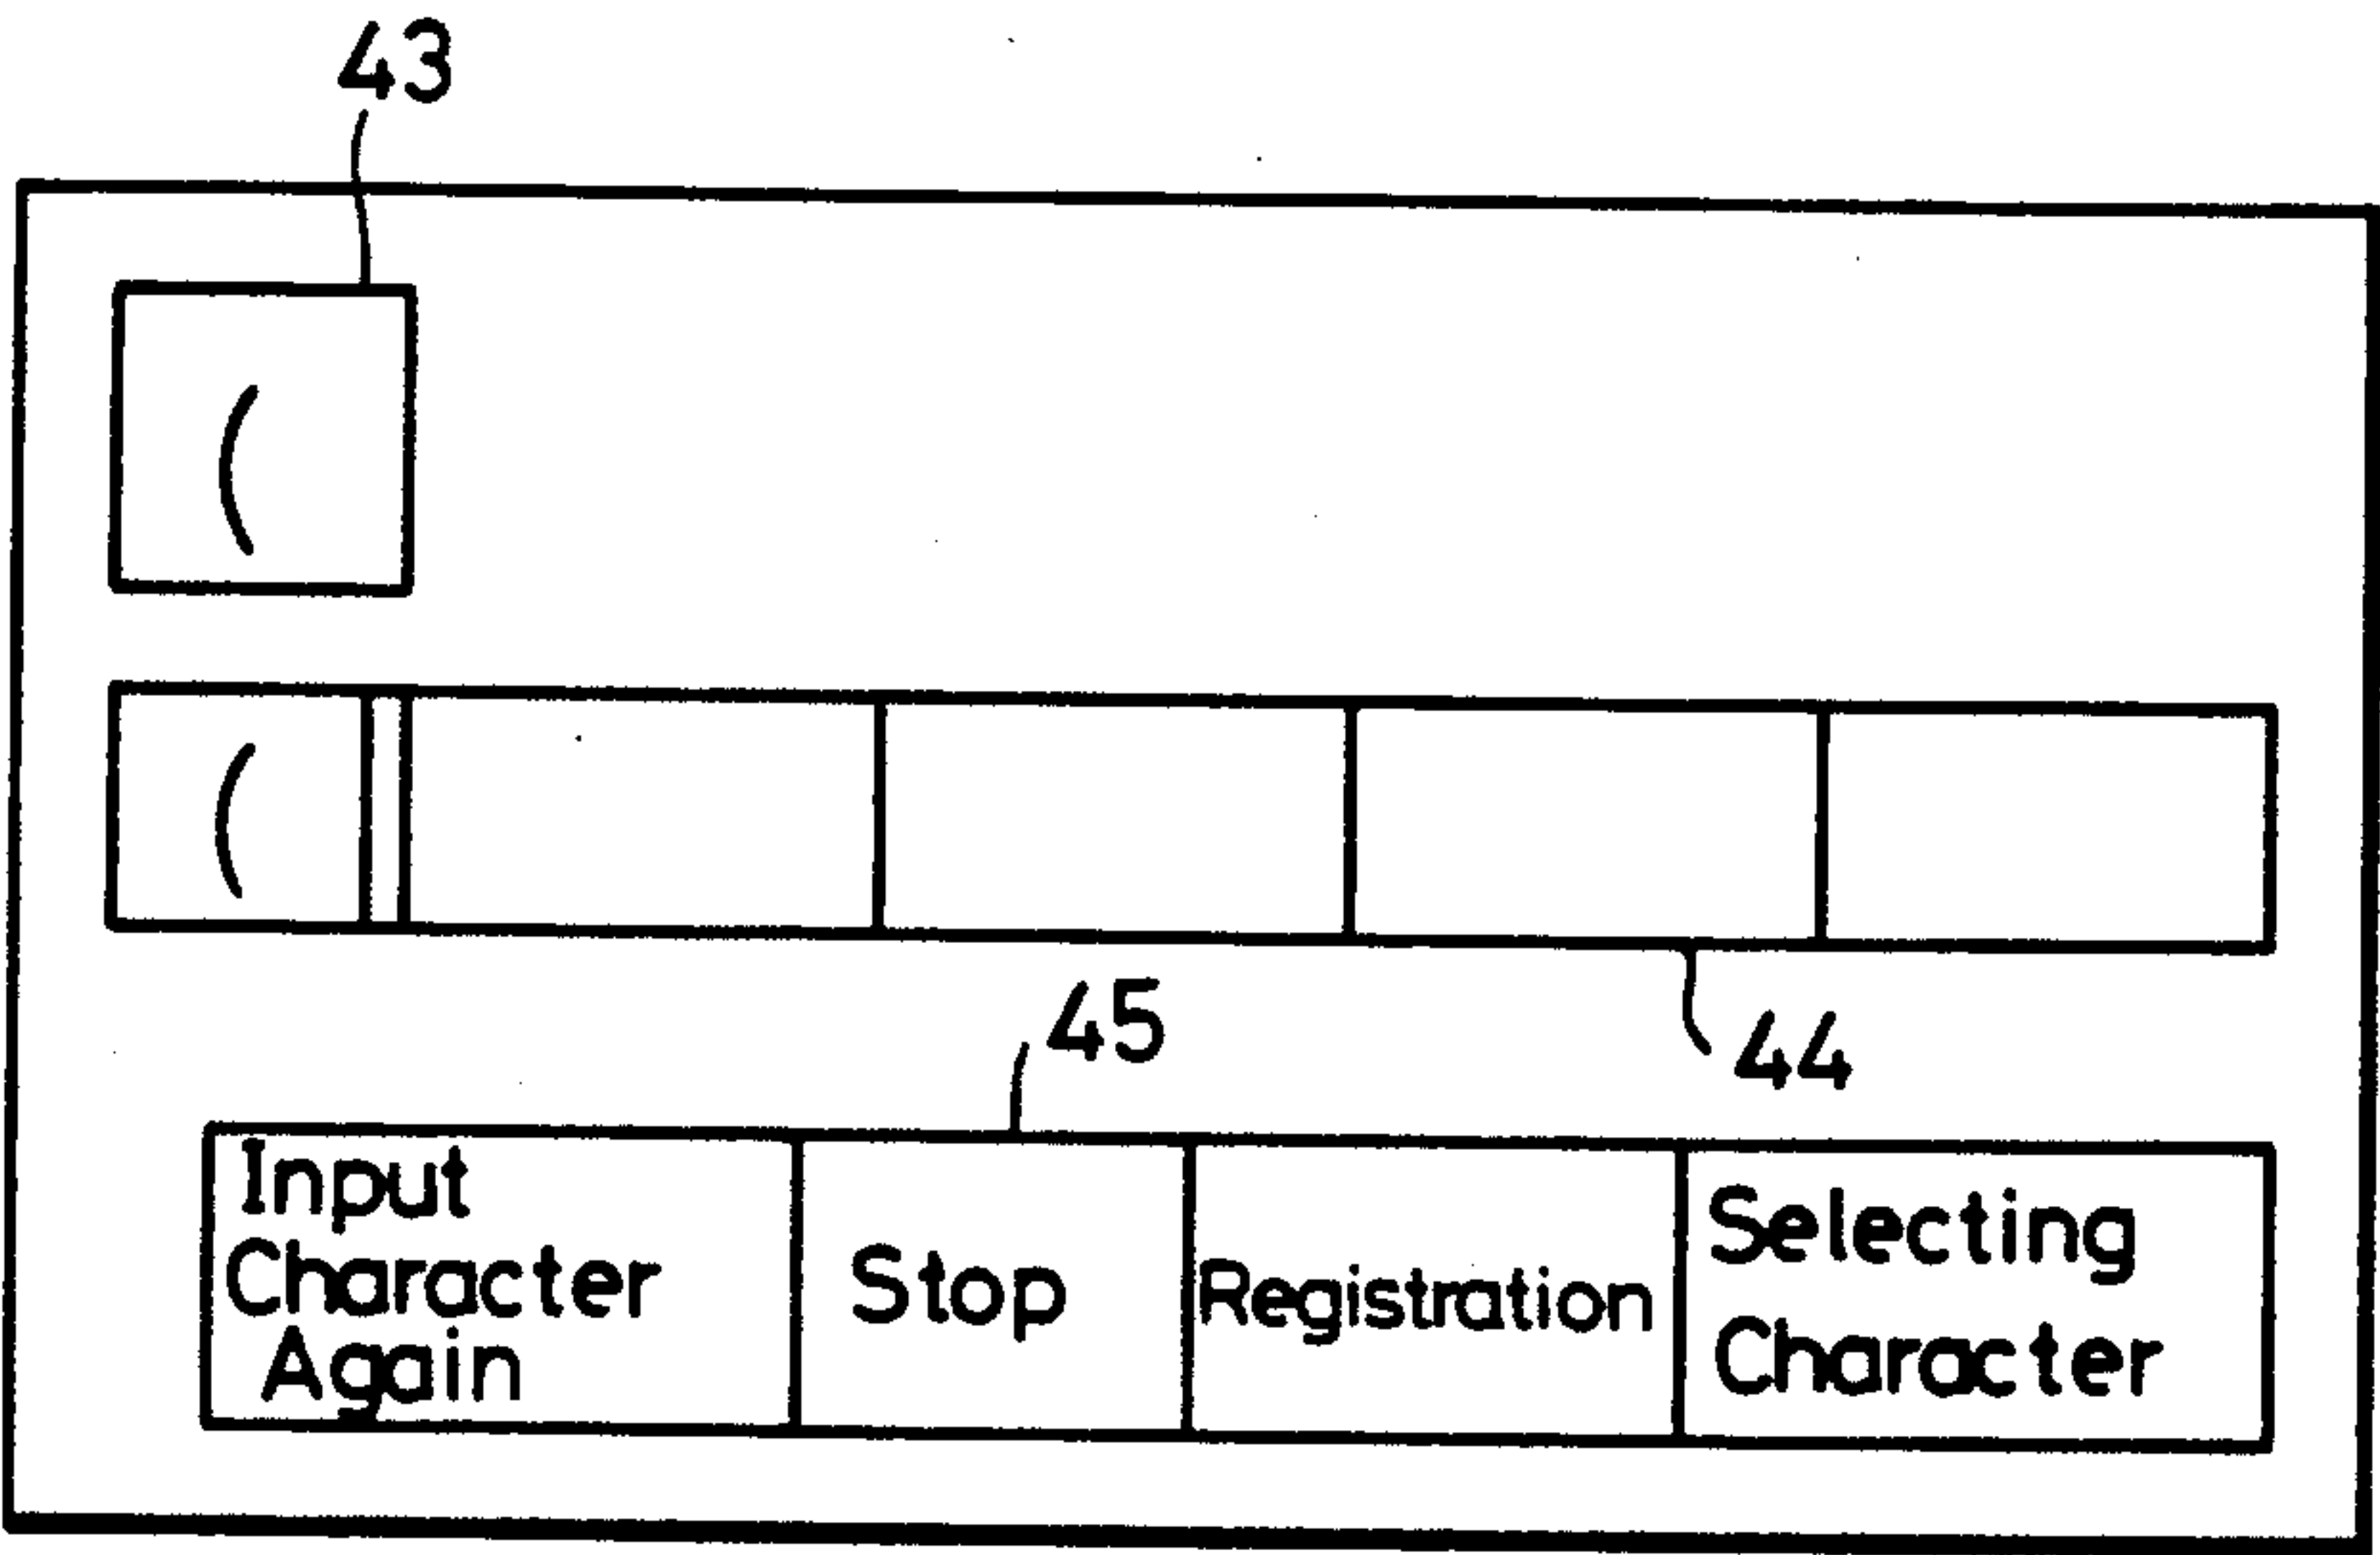 43
(
(
45
44
Input
Character
Again
Stop
Registration
Selecting
Character